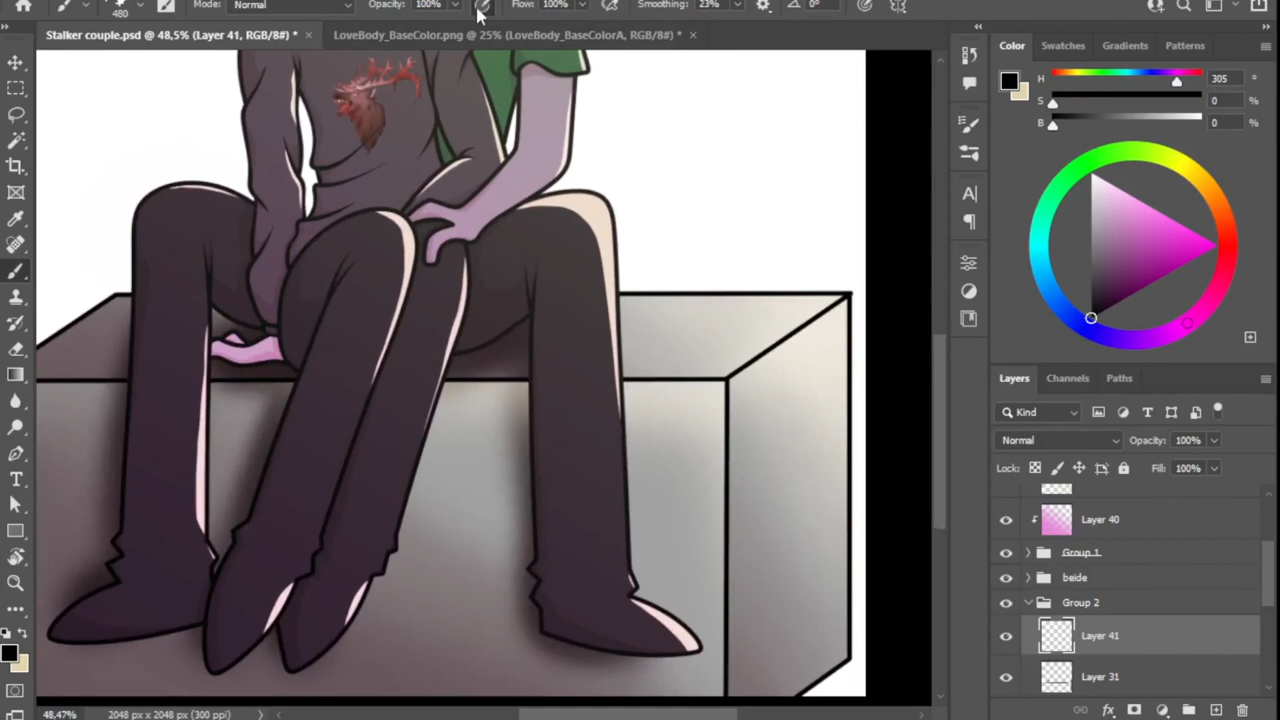 480 Mode: Normal Opacity: 100% Flow: 100% Smoothing: 23% 0°
Stalker couple.psd @ 48,5% (Layer 41, RGB/8#) * × LoveBody_BaseColor.png @ 25% (LoveBody_BaseColorA, RGB/8#) * ×
Color Swatches Gradients Patterns
H 305 °
S 0 %
B 0 %
Layers Channels Paths
Kind
Normal Opacity: 100%
Lock: Fill: 100%
Layer 40
Group 1
beide
Group 2
Layer 41
Layer 31
48,47% 2048 px x 2048 px (300 ppi)